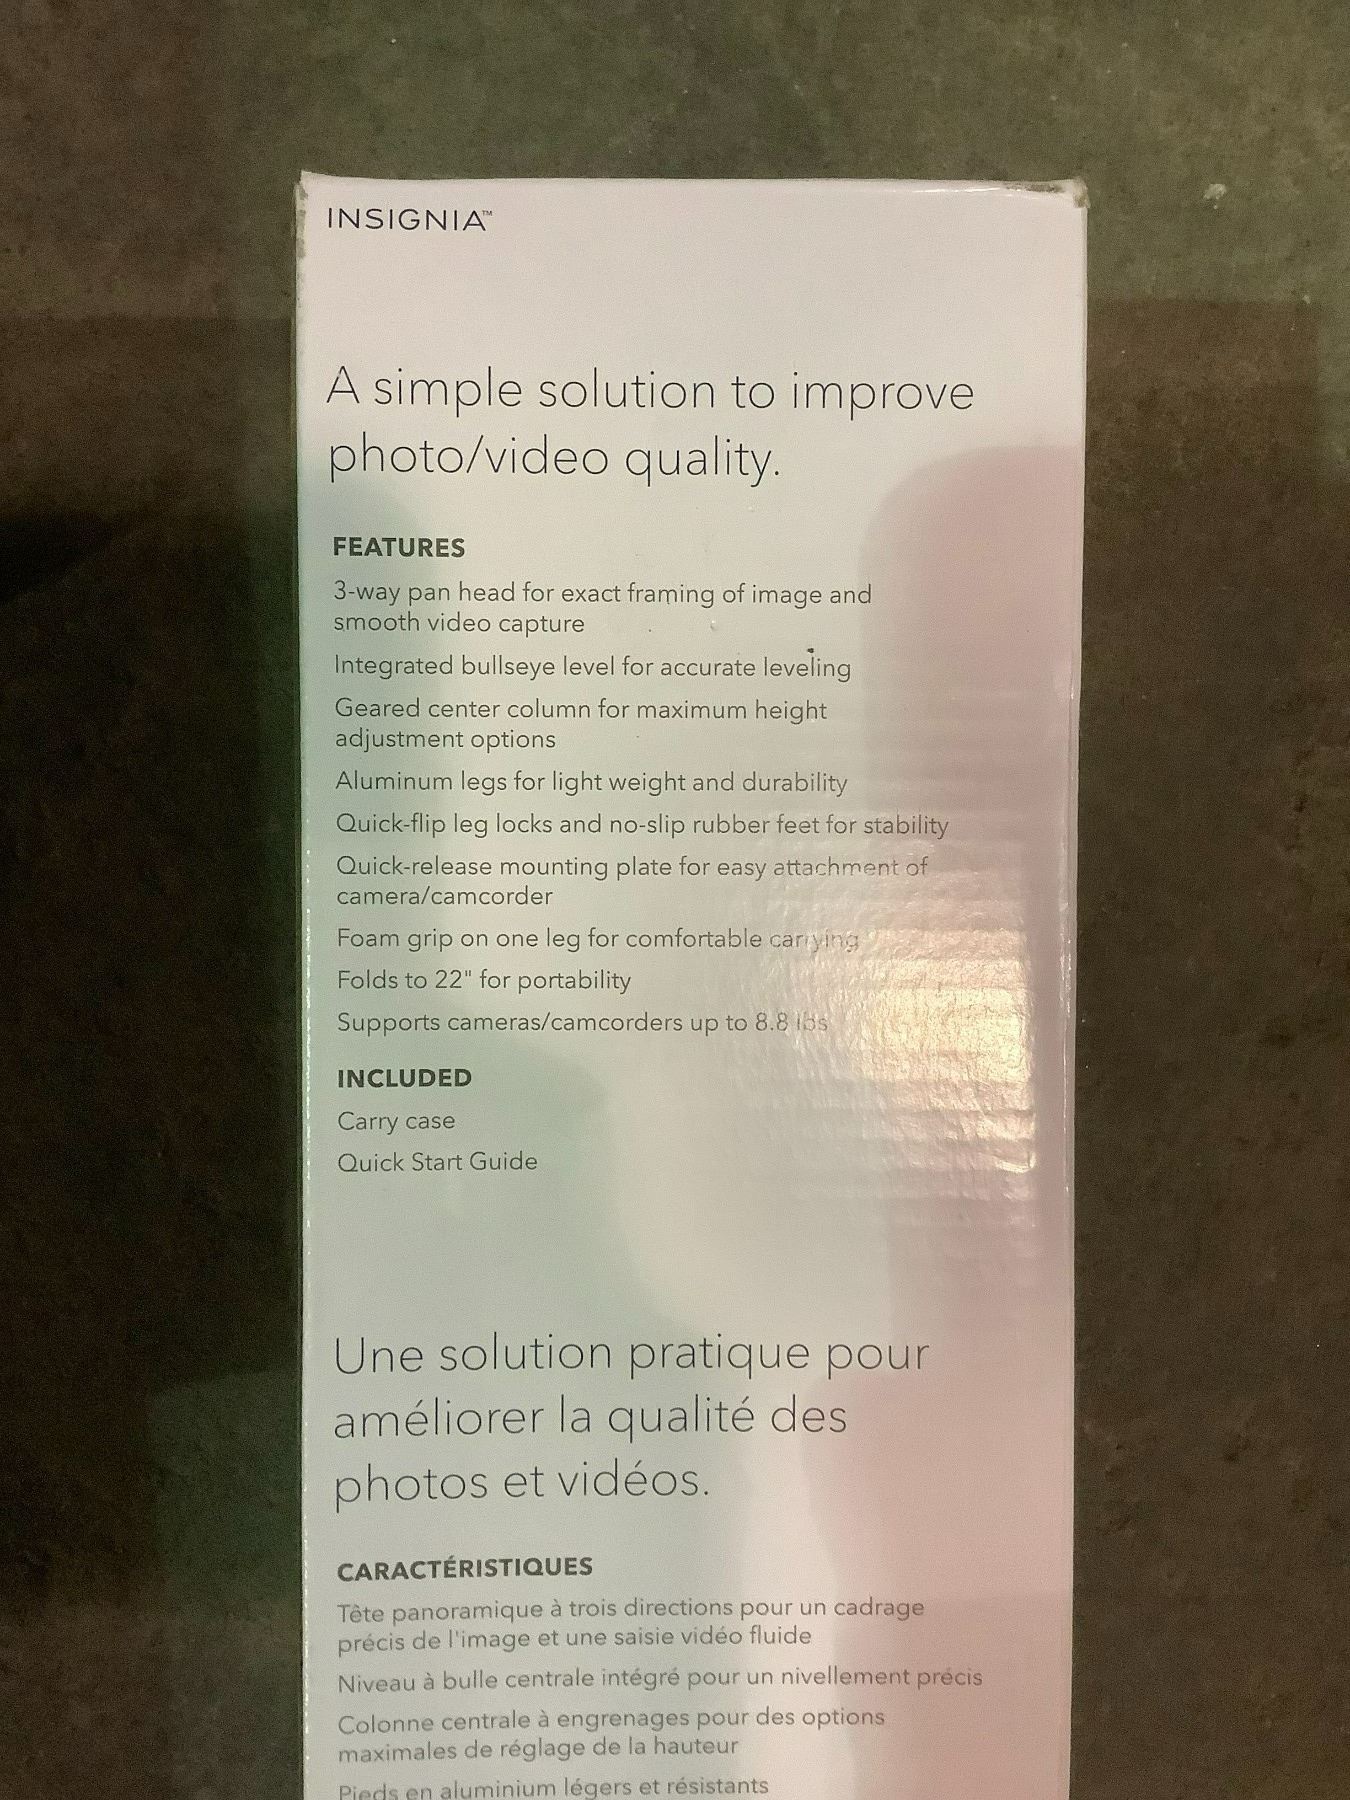 INSIGNIA™
A simple solution to improve
photo/video quality.
FEATURES
3-way pan head for exact framing of image and
smooth video capture
Integrated bullseye level for accurate leveling
Geared center column for maximum height
adjustment options
Aluminum legs for light weight and durability
Quick-flip leg locks and no-slip rubber feet for stability
Quick-release mounting plate for easy attachment of
camera/camcorder
Foam grip on one leg for comfortable carrying
Folds to 22" for portability
Supports cameras/camcorders up to 8.8 lbs
INCLUDED
Carry case
Quick Start Guide
Une solution pratique pour
améliorer la qualité des
photos et vidéos.
CARACTÉRISTIQUES
Tête panoramique à trois directions pour un cadrage
précis de l'image et une saisie vidéo fluide
Niveau à bulle centrale intégré pour un nivellement précis
Colonne centrale à engrenages pour des options
maximales de réglage de la hauteur
Pieds en aluminium légers et résistants